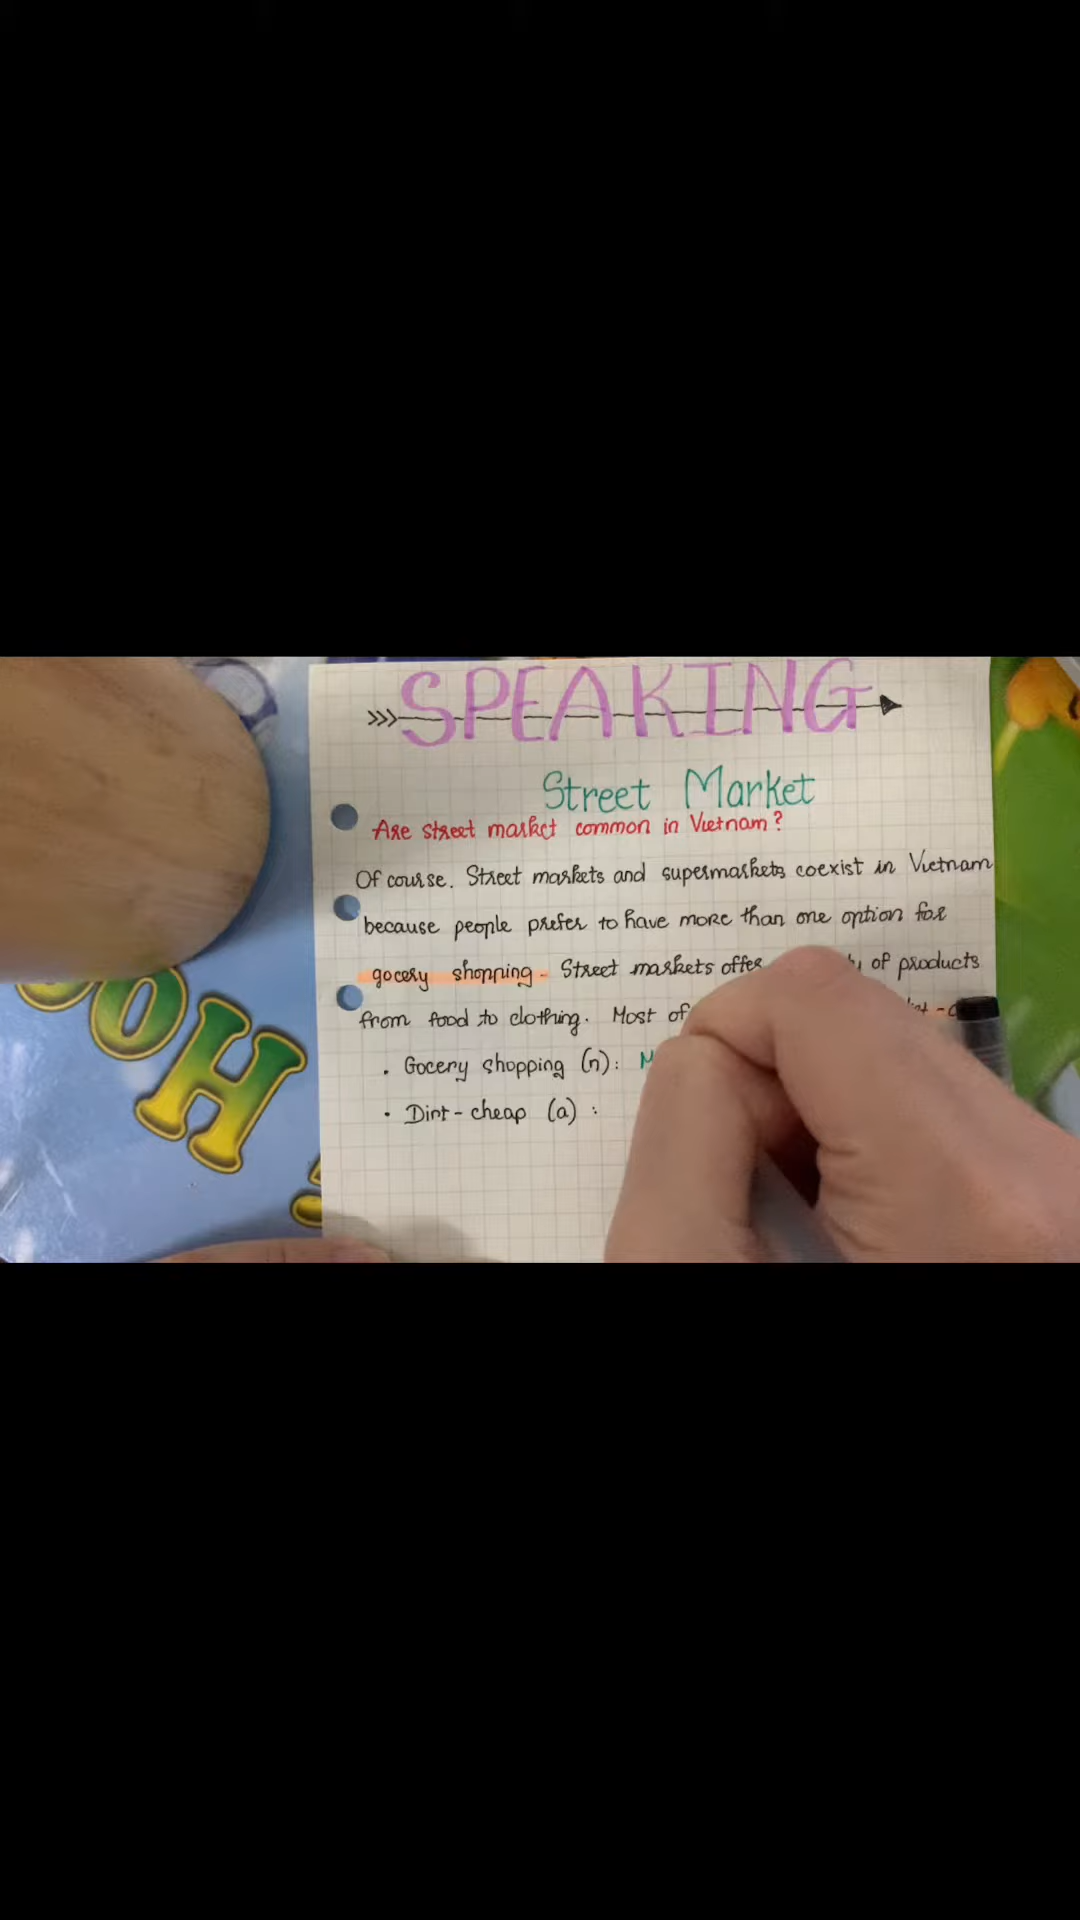 SPEAKING
Street Market
Are street market common in Vietnam?
Of course. Street markets and supermarkets coexist in Vietnam
because people prefer to have more than one option for
gocery shopping. Street markets offer of products
from food to clothing. Most of
• Gocery shopping (n): M
• Dirt-cheap (a) :
HOO